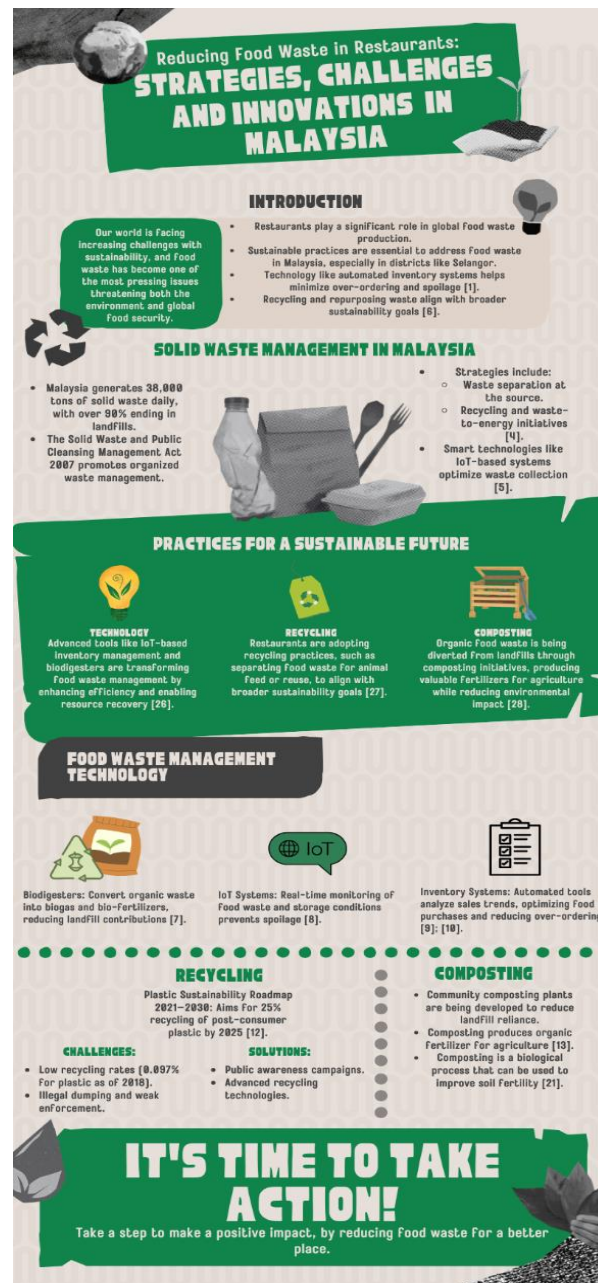 Reducing Food Waste in Restaurants:
STRATEGIES, CHALLENGES
AND INNOVATIONS IN
MALAYSIA
INTRODUCTION
Our world is facing
increasing challenges with
sustainability, and food
waste has become one of
the most pressing issues
threatening both the
environment and global
food security.
• Restaurants play a significant role in global food waste
production.
• Sustainable practices are essential to address food waste
in Malaysia, especially in districts like Selangor.
• Technology like automated inventory systems helps
minimize over-ordering and spoilage [1].
• Recycling and repurposing waste align with broader
sustainability goals [6].
SOLID WASTE MANAGEMENT IN MALAYSIA
• Malaysia generates 38,000
tons of solid waste daily,
with over 90% ending in
landfills.
• The Solid Waste and Public
Cleansing Management Act
2007 promotes organized
waste management.
• Strategies include:
○ Waste separation at
the source.
○ Recycling and waste-
to-energy initiatives
[4].
• Smart technologies like
IoT-based systems
optimize waste collection
[5].
PRACTICES FOR A SUSTAINABLE FUTURE
TECHNOLOGY
Advanced tools like IoT-based
inventory management and
biodigesters are transforming
food waste management by
enhancing efficiency and enabling
resource recovery [26].
RECYCLING
Restaurants are adopting
recycling practices, such as
separating food waste for animal
feed or reuse, to align with
broader sustainability goals [27].
COMPOSTING
Organic food waste is being
diverted from landfills through
composting initiatives, producing
valuable fertilizers for agriculture
while reducing environmental
impact [28].
FOOD WASTE MANAGEMENT
TECHNOLOGY
Biodigesters: Convert organic waste
into biogas and bio-fertilizers,
reducing landfill contributions [7].
IoT
IoT Systems: Real-time monitoring of
food waste and storage conditions
prevents spoilage [8].
Inventory Systems: Automated tools
analyze sales trends, optimizing food
purchases and reducing over-ordering
[9]; [10].
RECYCLING
Plastic Sustainability Roadmap
2021–2030: Aims for 25%
recycling of post-consumer
plastic by 2025 [12].
CHALLENGES:
• Low recycling rates (0.097%
for plastic as of 2018).
• Illegal dumping and weak
enforcement.
SOLUTIONS:
• Public awareness campaigns.
• Advanced recycling
technologies.
COMPOSTING
• Community composting plants
are being developed to reduce
landfill reliance.
• Composting produces organic
fertilizer for agriculture [13].
• Composting is a biological
process that can be used to
improve soil fertility [21].
IT'S TIME TO TAKE
ACTION!
Take a step to make a positive impact, by reducing food waste for a better
place.